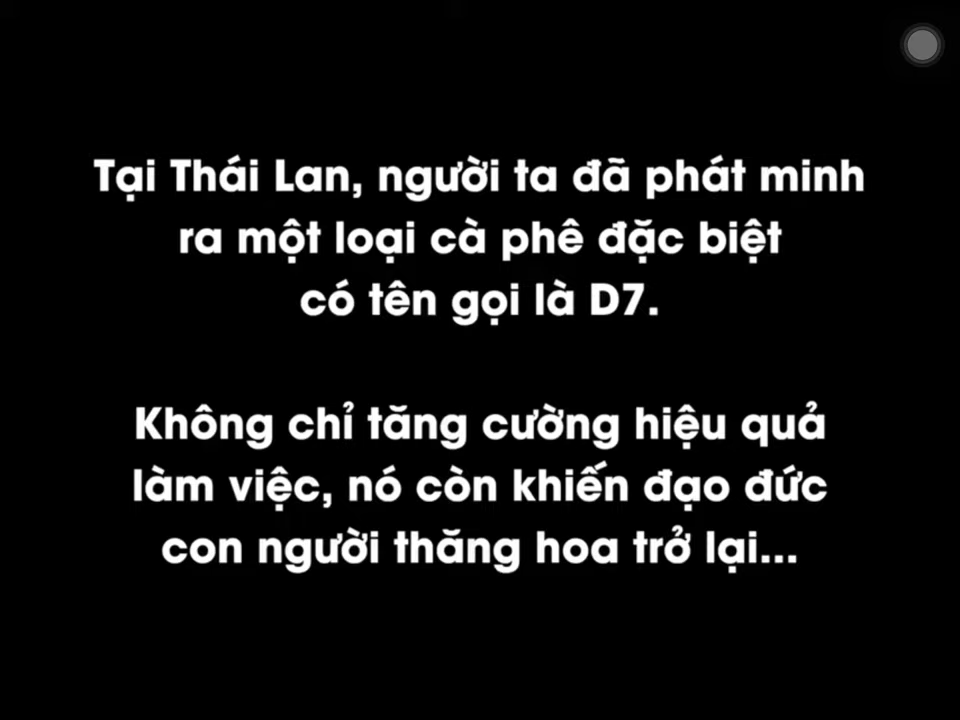 Tại Thái Lan, người ta đã phát minh
ra một loại cà phê đặc biệt
có tên gọi là D7.
Không chỉ tăng cường hiệu quả
làm việc, nó còn khiến đạo đức
con người thăng hoa trở lại...